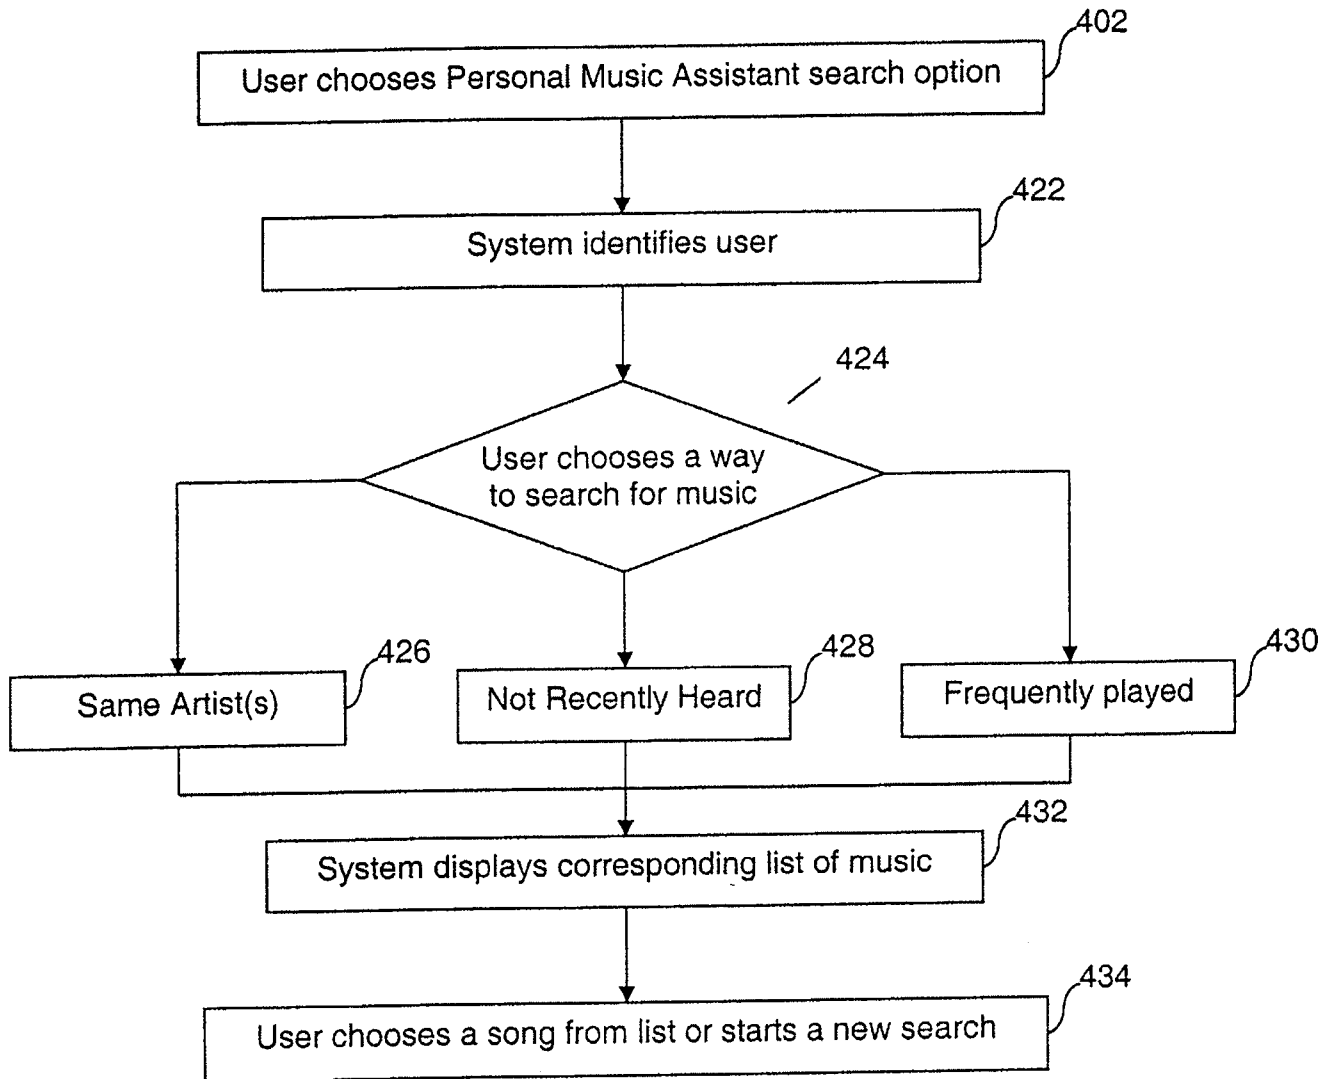 402
User chooses Personal Music Assistant search option
422
System identifies user
424
User chooses a way
to search for music
426
Same Artist(s)
428
Not Recently Heard
430
Frequently played
432
System displays corresponding list of music
434
User chooses a song from list or starts a new search